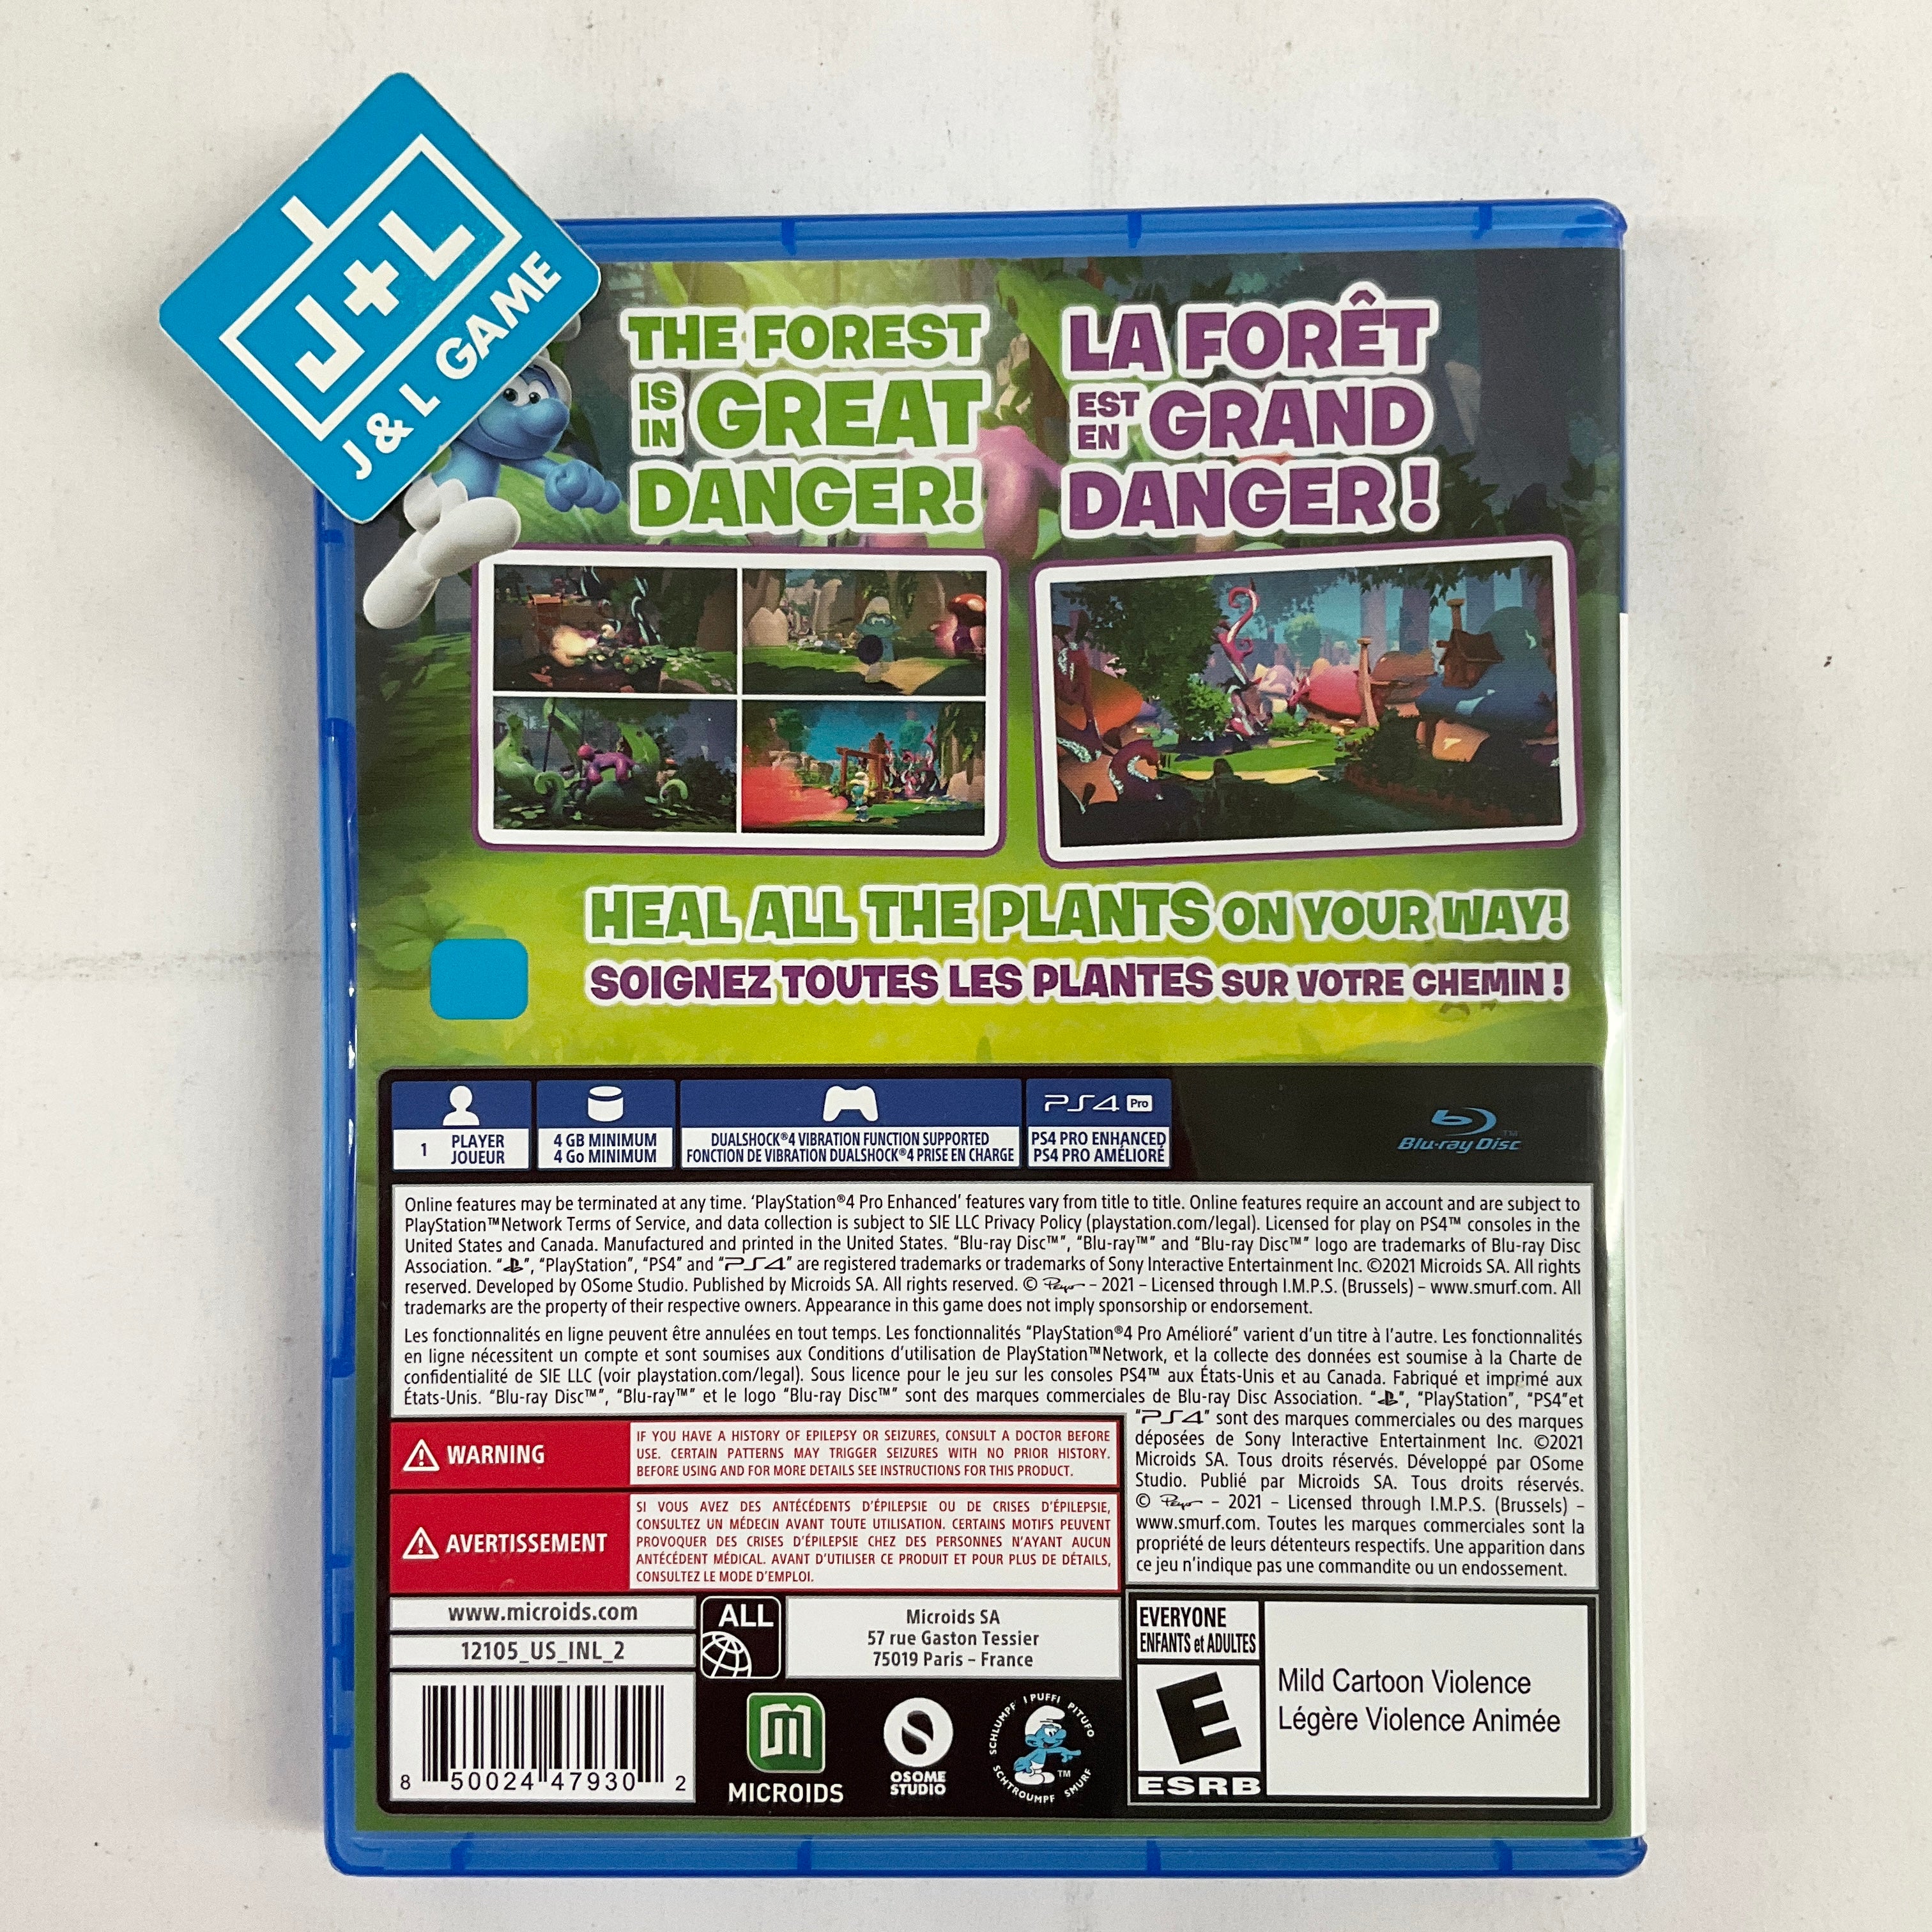 J+L
J & L GAME
THE FOREST
IS IN GREAT
DANGER!
LA FORÊT
EST EN GRAND
DANGER !
HEAL ALL THE PLANTS ON YOUR WAY!
SOIGNEZ TOUTES LES PLANTES SUR VOTRE CHEMIN !
1 PLAYER
JOUEUR
4 GB MINIMUM
4 Go MINIMUM
DUALSHOCK®4 VIBRATION FUNCTION SUPPORTED
FONCTION DE VIBRATION DUALSHOCK®4 PRISE EN CHARGE
PS4 Pro
PS4 PRO ENHANCED
PS4 PRO AMÉLIORÉ
Blu-ray Disc™
Online features may be terminated at any time. 'PlayStation®4 Pro Enhanced' features vary from title to title. Online features require an account and are subject to
PlayStation™Network Terms of Service, and data collection is subject to SIE LLC Privacy Policy (playstation.com/legal). Licensed for play on PS4™ consoles in the
United States and Canada. Manufactured and printed in the United States. "Blu-ray Disc™", "Blu-ray™" and "Blu-ray Disc™" logo are trademarks of Blu-ray Disc
Association. "PS", "PlayStation", "PS4" and "PS4" are registered trademarks or trademarks of Sony Interactive Entertainment Inc. ©2021 Microids SA. All rights
reserved. Developed by OSome Studio. Published by Microids SA. All rights reserved. © Peyo – 2021 – Licensed through I.M.P.S. (Brussels) – www.smurf.com. All
trademarks are the property of their respective owners. Appearance in this game does not imply sponsorship or endorsement.
Les fonctionnalités en ligne peuvent être annulées en tout temps. Les fonctionnalités "PlayStation®4 Pro Amélioré" varient d'un titre à l'autre. Les fonctionnalités
en ligne nécessitent un compte et sont soumises aux Conditions d'utilisation de PlayStation™Network, et la collecte des données est soumise à la Charte de
confidentialité de SIE LLC (voir playstation.com/legal). Sous licence pour le jeu sur les consoles PS4™ aux États-Unis et au Canada. Fabriqué et imprimé aux
États-Unis. "Blu-ray Disc™", "Blu-ray™" et le logo "Blu-ray Disc™" sont des marques commerciales de Blu-ray Disc Association. "PS", "PlayStation", "PS4"et
"PS4" sont des marques commerciales ou des marques
déposées de Sony Interactive Entertainment Inc. ©2021
Microids SA. Tous droits réservés. Développé par OSome
Studio. Publié par Microids SA. Tous droits réservés.
© Peyo – 2021 – Licensed through I.M.P.S. (Brussels) –
www.smurf.com. Toutes les marques commerciales sont la
propriété de leurs détenteurs respectifs. Une apparition dans
ce jeu n'indique pas une commandite ou un endossement.
WARNING
IF YOU HAVE A HISTORY OF EPILEPSY OR SEIZURES, CONSULT A DOCTOR BEFORE
USE. CERTAIN PATTERNS MAY TRIGGER SEIZURES WITH NO PRIOR HISTORY.
BEFORE USING AND FOR MORE DETAILS SEE INSTRUCTIONS FOR THIS PRODUCT.
AVERTISSEMENT
SI VOUS AVEZ DES ANTÉCÉDENTS D'ÉPILEPSIE OU DE CRISES D'ÉPILEPSIE,
CONSULTEZ UN MÉDECIN AVANT TOUTE UTILISATION. CERTAINS MOTIFS PEUVENT
PROVOQUER DES CRISES D'ÉPILEPSIE CHEZ DES PERSONNES N'AYANT AUCUN
ANTÉCÉDENT MÉDICAL. AVANT D'UTILISER CE PRODUIT ET POUR PLUS DE DÉTAILS,
CONSULTEZ LE MODE D'EMPLOI.
www.microids.com
12105_US_INL_2
ALL
Microids SA
57 rue Gaston Tessier
75019 Paris – France
8 50024 47930 2
MICROIDS
OSOME
STUDIO
SCHLUMPF I PUFFI PITUFO
SCHTROUMPF SMURF
™
EVERYONE
ENFANTS et ADULTES
E
ESRB
Mild Cartoon Violence
Légère Violence Animée